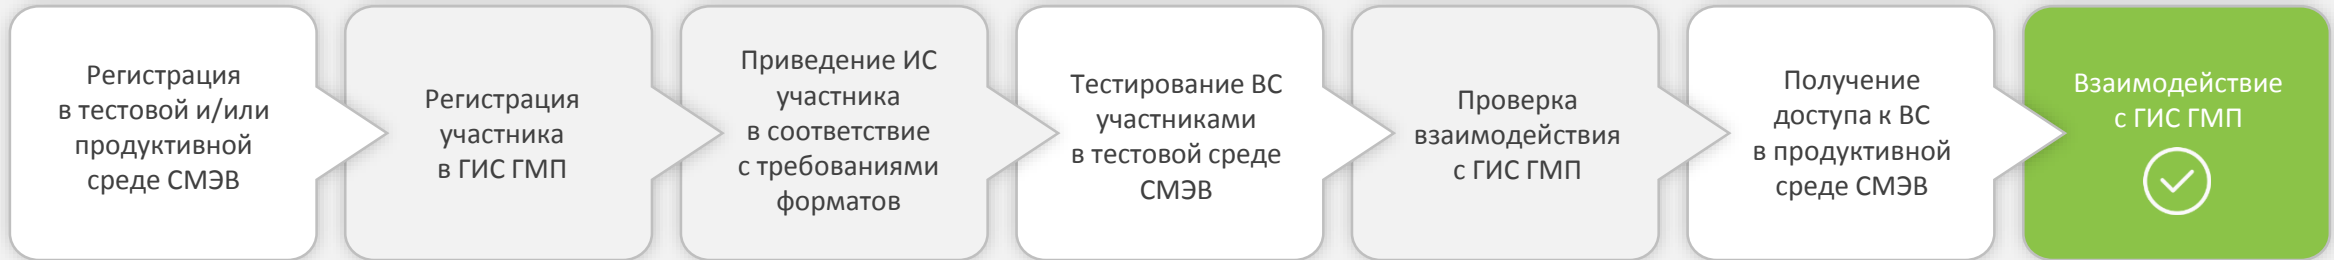 Регистрация
в тестовой и/или
продуктивной
среде СМЭВ
Регистрация
участника
в ГИС ГМП
Приведение ИС
участника
в соответствие
с требованиями
форматов
Тестирование ВС
участниками
в тестовой среде
СМЭВ
Проверка
взаимодействия
с ГИС ГМП
Получение
доступа к ВС
в продуктивной
среде СМЭВ
Взаимодействие
с ГИС ГМП